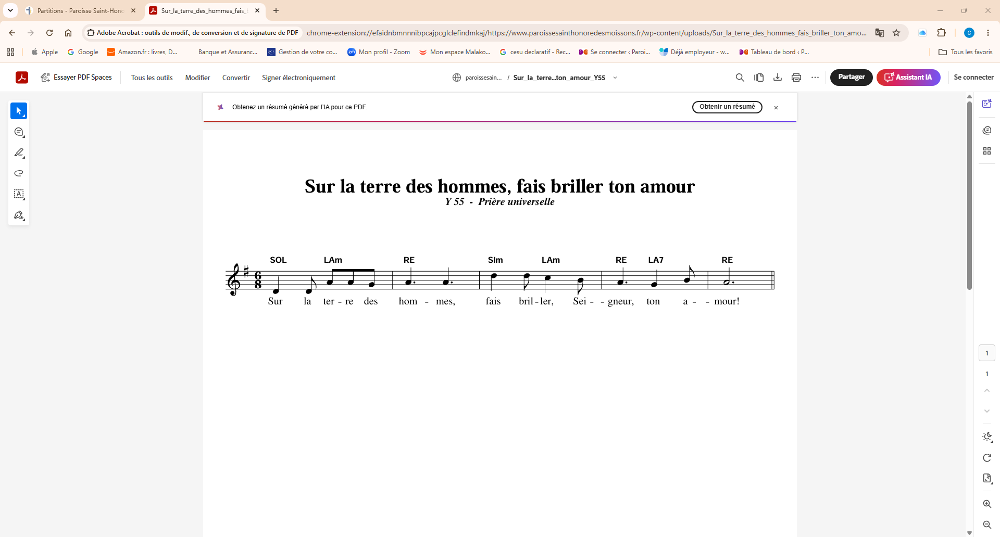 Partitions - Paroisse Saint-Hono
Sur_la_terre_des_hommes_fais_b
Adobe Acrobat : outils de modif., de conversion et de signature de PDF
chrome-extension://efaidnbmnnnibpcajpcglclefindmkaj/https://www.paroissesainthonoredesmoissons.fr/wp-content/uploads/Sur_la_terre_des_hommes_fais_briller_ton_amo...
C
Apple
Google
Amazon.fr : livres, D...
Banque et Assuranc...
LCL Gestion de votre co...
zm Mon profil - Zoom
Mon espace Malako...
cesu declaratif - Rec...
Se connecter ‹ Paroi...
Déjà employeur - w...
Tableau de bord ‹ P...
Tous les favoris
Essayer PDF Spaces
Tous les outils
Modifier
Convertir
Signer électroniquement
paroissesain... / Sur_la_terre...ton_amour_Y55
Partager
Assistant IA
Se connecter
Obtenez un résumé généré par l'IA pour ce PDF.
Obtenir un résumé
Sur la terre des hommes, fais briller ton amour
Y 55 - Prière universelle
SOL LAm RE SIm LAm RE LA7 RE
6
8
Sur la ter - re des hom - mes, fais bril - ler, Sei - - gneur, ton a - - mour!
1
1